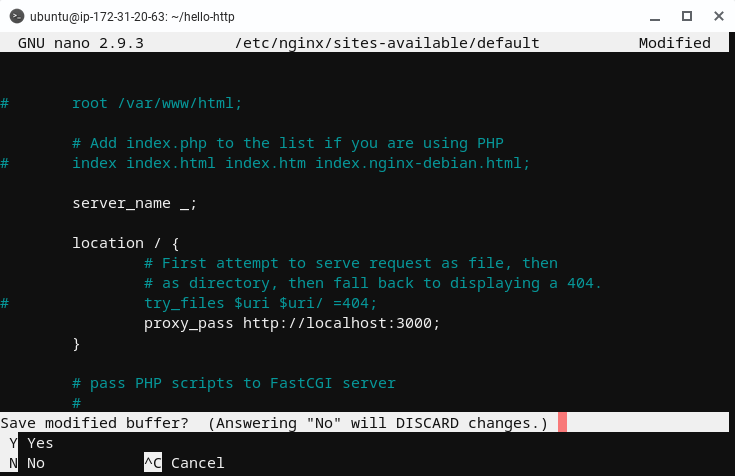 ubuntu@ip-172-31-20-63: ~/hello-http
GNU nano 2.9.3 /etc/nginx/sites-available/default Modified
# root /var/www/html;
# Add index.php to the list if you are using PHP
# index index.html index.htm index.nginx-debian.html;
server_name _;
location / {
# First attempt to serve request as file, then
# as directory, then fall back to displaying a 404.
# try_files $uri $uri/ =404;
proxy_pass http://localhost:3000;
}
# pass PHP scripts to FastCGI server
#
Save modified buffer? (Answering "No" will DISCARD changes.)
Y Yes
N No ^C Cancel